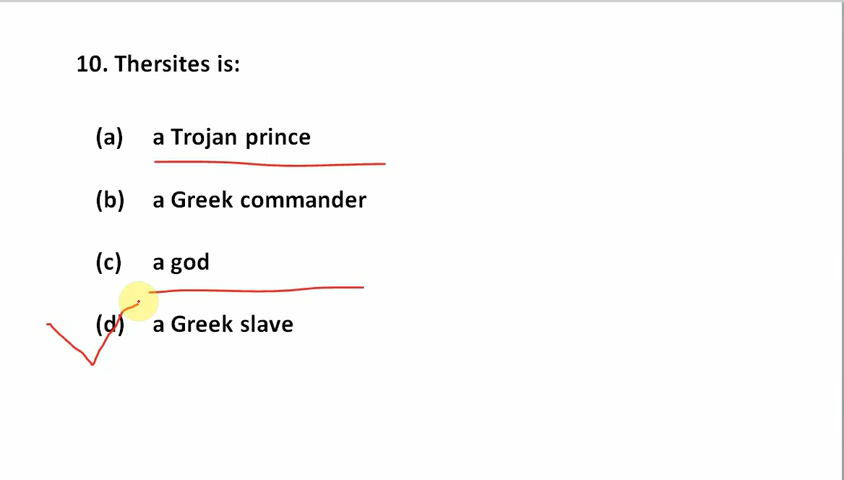 10. Thersites is:
(a) a Trojan prince
(b) a Greek commander
(c) a god
(d) a Greek slave